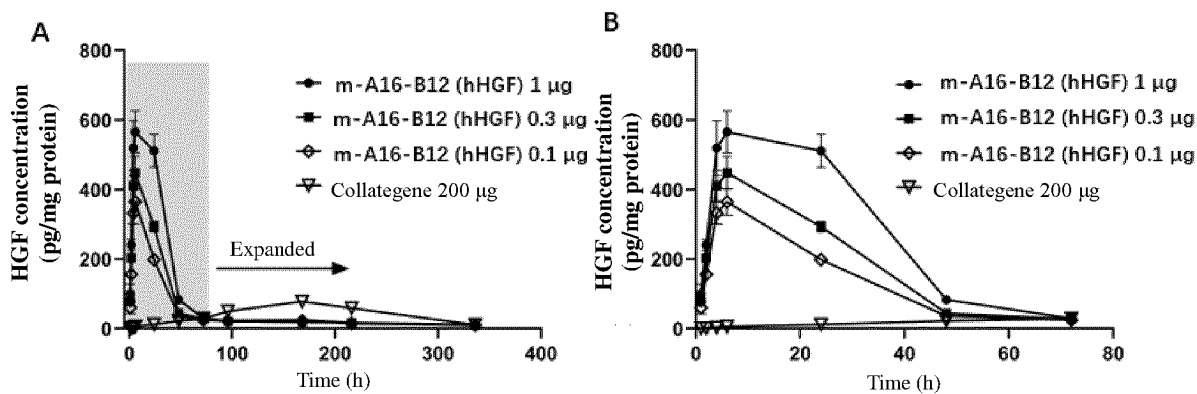 A
HGF concentration
(pg/mg protein)
800
600
400
200
0
m-A16-B12 (hHGF) 1 μg
m-A16-B12 (hHGF) 0.3 μg
m-A16-B12 (hHGF) 0.1 μg
Collategene 200 μg
Expanded
0 100 200 300 400
Time (h)
B
HGF concentration
(pg/mg protein)
800
600
400
200
0
m-A16-B12 (hHGF) 1 μg
m-A16-B12 (hHGF) 0.3 μg
m-A16-B12 (hHGF) 0.1 μg
Collategene 200 μg
0 20 40 60 80
Time (h)